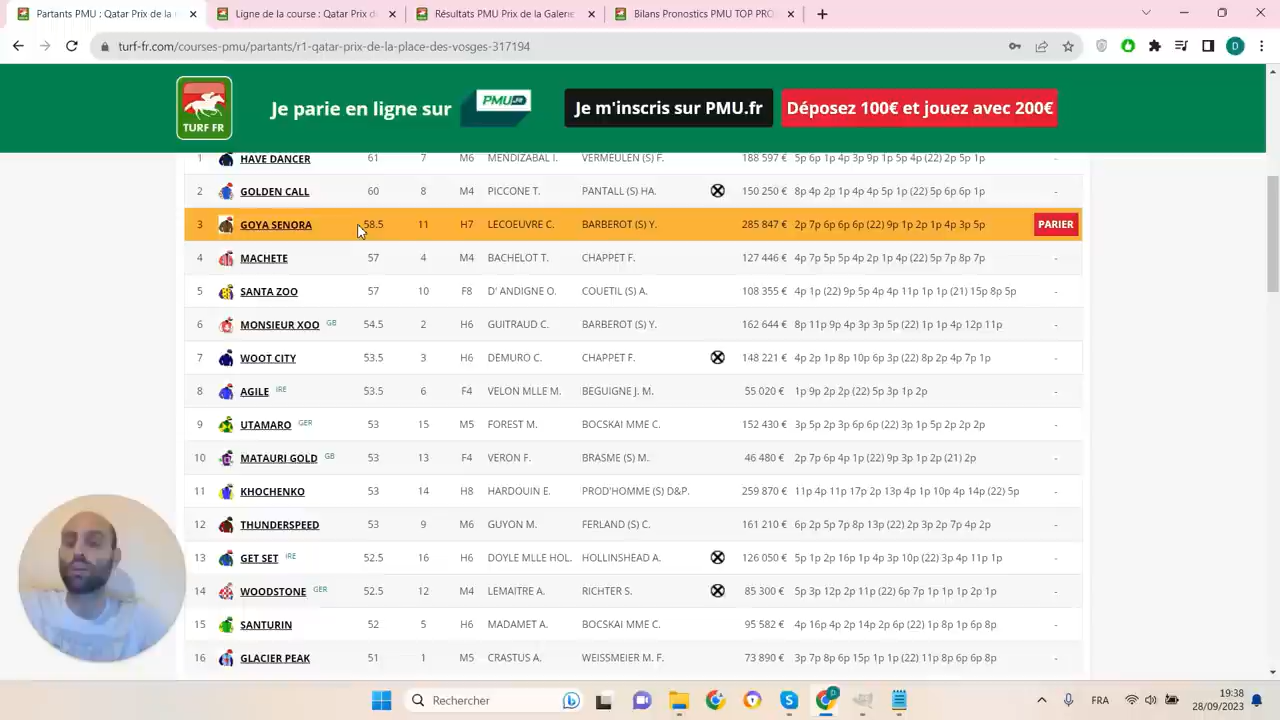 Partants PMU : Qatar Prix de la
Ligne de la course : Qatar Prix de
Résultats PMU Prix de la Galerie
Bilans Pronostics PMU TOP PRO
turf-fr.com/courses-pmu/partants/r1-qatar-prix-de-la-place-des-vosges-317194
D
TURF FR
Je parie en ligne sur
PMU.fr
Je m'inscris sur PMU.fr
Déposez 100€ et jouez avec 200€
1 HAVE DANCER 61 7 M6 MENDIZABAL I. VERMEULEN (S) F. 188 597 € 5p 6p 1p 4p 3p 9p 1p 5p 4p (22) 2p 5p 1p
2 GOLDEN CALL 60 8 M4 PICCONE T. PANTALL (S) HA. 150 250 € 8p 4p 2p 1p 4p 4p 5p 1p (22) 5p 6p 6p 1p
3 GOYA SENORA 58.5 11 H7 LECOEUVRE C. BARBEROT (S) Y. 285 847 € 2p 7p 6p 6p 6p (22) 9p 1p 2p 1p 4p 3p 5p PARIER
4 MACHETE 57 4 M4 BACHELOT T. CHAPPET F. 127 446 € 4p 7p 5p 5p 4p 2p 1p 4p (22) 5p 7p 8p 7p -
5 SANTA ZOO 57 10 F8 D' ANDIGNE O. COUETIL (S) A. 108 355 € 4p 1p (22) 9p 5p 4p 4p 11p 1p 1p (21) 15p 8p 5p -
6 MONSIEUR XOO GB 54.5 2 H6 GUITRAUD C. BARBEROT (S) Y. 162 644 € 8p 11p 9p 4p 3p 3p 5p (22) 1p 1p 4p 12p 11p -
7 WOOT CITY 53.5 3 H6 DEMURO C. CHAPPET F. 148 221 € 4p 2p 1p 8p 10p 6p 3p (22) 8p 2p 4p 7p 1p -
8 AGILE IRE 53.5 6 F4 VELON MLLE M. BEGUIGNE J. M. 55 020 € 1p 9p 2p 2p (22) 5p 3p 1p 2p -
9 UTAMARO GER 53 15 M5 FOREST M. BOCSKAI MME C. 152 430 € 3p 5p 2p 3p 6p 6p (22) 3p 1p 5p 2p 2p 2p -
10 MATAURI GOLD GB 53 13 F4 VERON F. BRASME (S) M. 46 480 € 2p 7p 6p 4p 1p (22) 9p 3p 1p 2p (21) 2p -
11 KHOCHENKO 53 14 H8 HARDOUIN E. PROD'HOMME (S) D&P. 259 870 € 11p 4p 11p 17p 2p 13p 4p 1p 10p 4p 14p (22) 5p -
12 THUNDERSPEED 53 9 M6 GUYON M. FERLAND (S) C. 161 210 € 6p 2p 5p 7p 8p 13p (22) 2p 3p 2p 7p 4p 2p -
13 GET SET IRE 52.5 16 H6 DOYLE MLLE HOL. HOLLINSHEAD A. 126 050 € 5p 1p 2p 16p 1p 4p 3p 10p (22) 3p 4p 11p 1p -
14 WOODSTONE GER 52.5 12 M4 LEMAITRE A. RICHTER S. 85 300 € 5p 3p 12p 2p 11p (22) 6p 7p 1p 1p 1p 2p 1p -
15 SANTURIN 52 5 H6 MADAMET A. BOCSKAI MME C. 95 582 € 4p 16p 4p 2p 14p 2p 6p (22) 1p 8p 1p 6p 8p -
16 GLACIER PEAK 51 1 M5 CRASTUS A. WEISSMEIER M. F. 73 890 € 3p 7p 8p 6p 15p 1p 1p (22) 11p 8p 6p 6p 8p -
Rechercher
D
FRA
19:38
28/09/2023